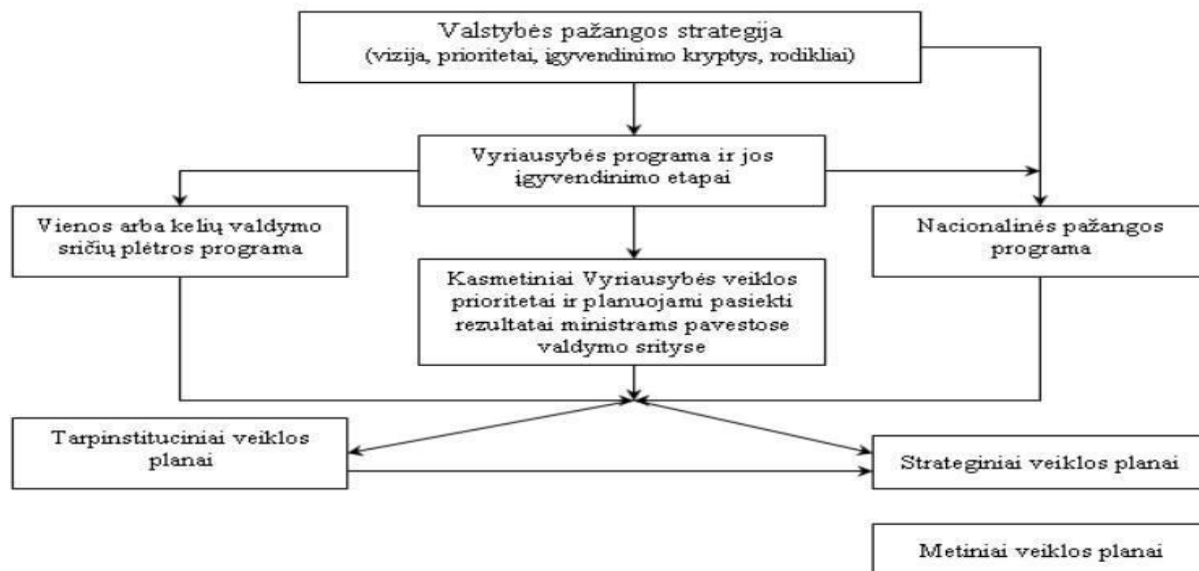 Valstybės pažangos strategija
(vizija, prioritetai, įgyvendinimo kryptys, rodikliai)
Vyriausybės programa ir jos
įgyvendinimo etapai
Vienos arba kelių valdymo
sričių plėtros programa
Nacionalinės pažangos
programa
Kasmetiniai Vyriausybės veiklos
prioritetai ir planuojami pasiekti
rezultatai ministrams pavestose
valdymo srityse
Tarpinstituciniai veiklos
planai
Strateginiai veiklos planai
Metiniai veiklos planai